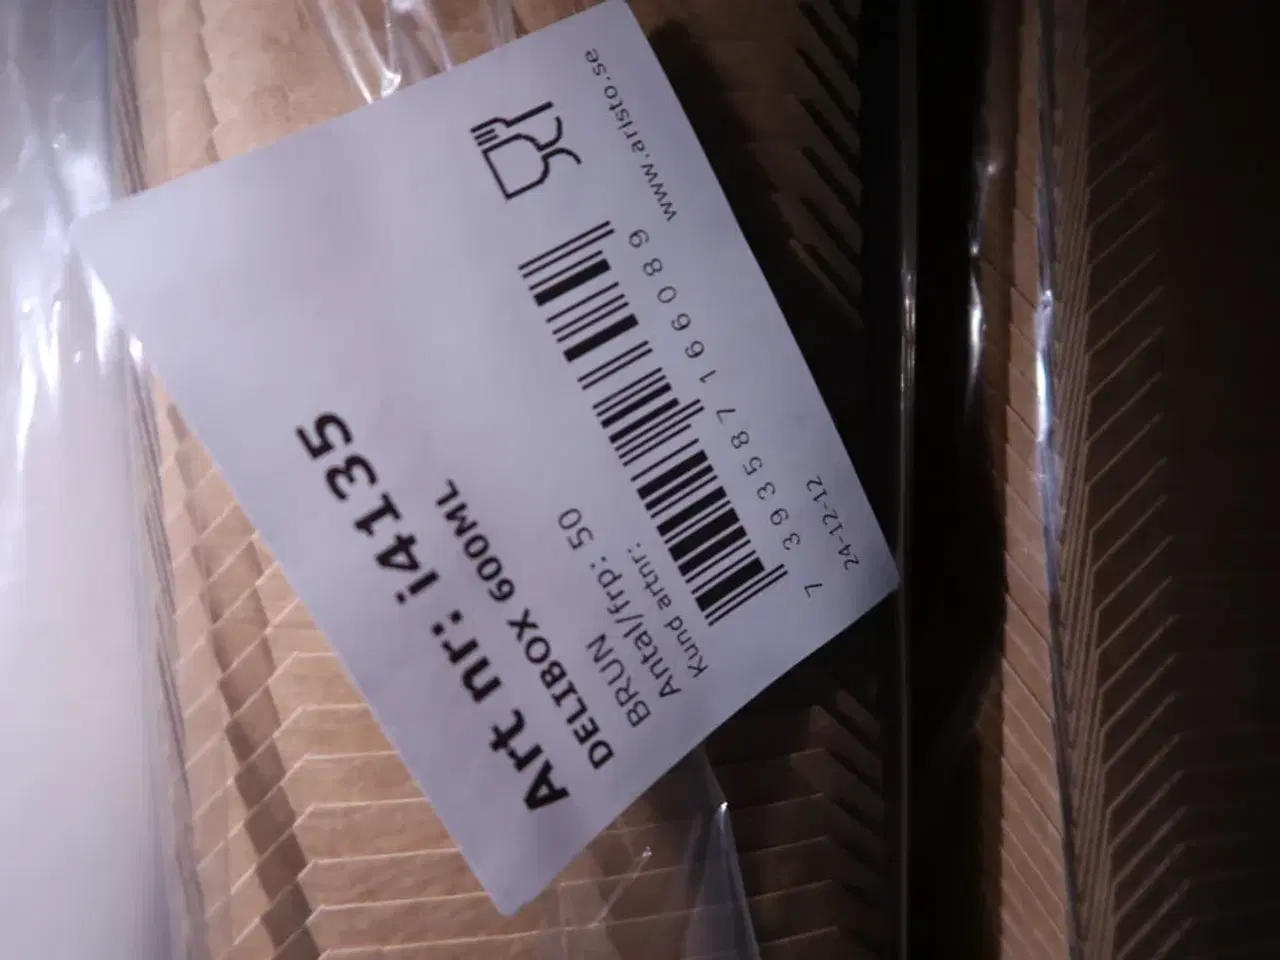 Art nr: i4135
DELIBOX 600ML
BRUN
Antal/frp: 50
Kund artnr:
7 393587 166089
24-12-12
www.aristo.se